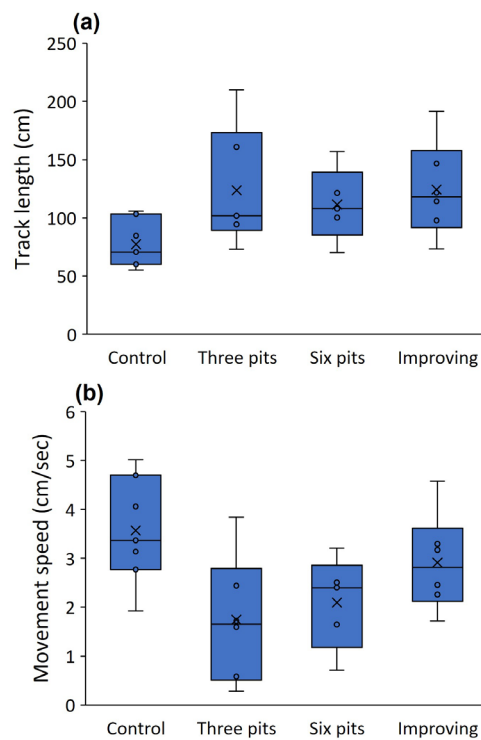 (a)
Track length (cm)
250
200
150
100
50
0
Control Three pits Six pits Improving
(b)
Movement speed (cm/sec)
6
5
4
3
2
1
0
Control Three pits Six pits Improving